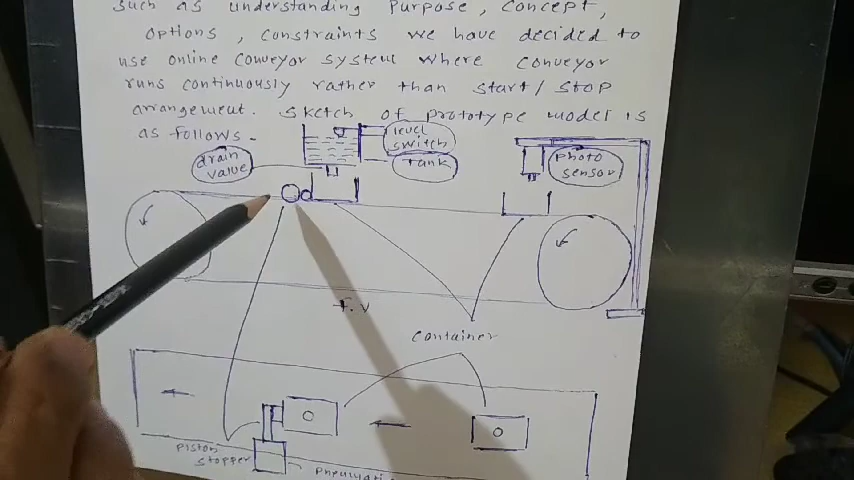 such as understanding purpose, concept,
options, constraints we have decided to
use online conveyor system where conveyor
runs continuously rather than start/stop
arrangement. sketch of prototype model is
as follows -
level
switch
drain
valve
tank
photo
sensor
F.V
Container
piston
stopper